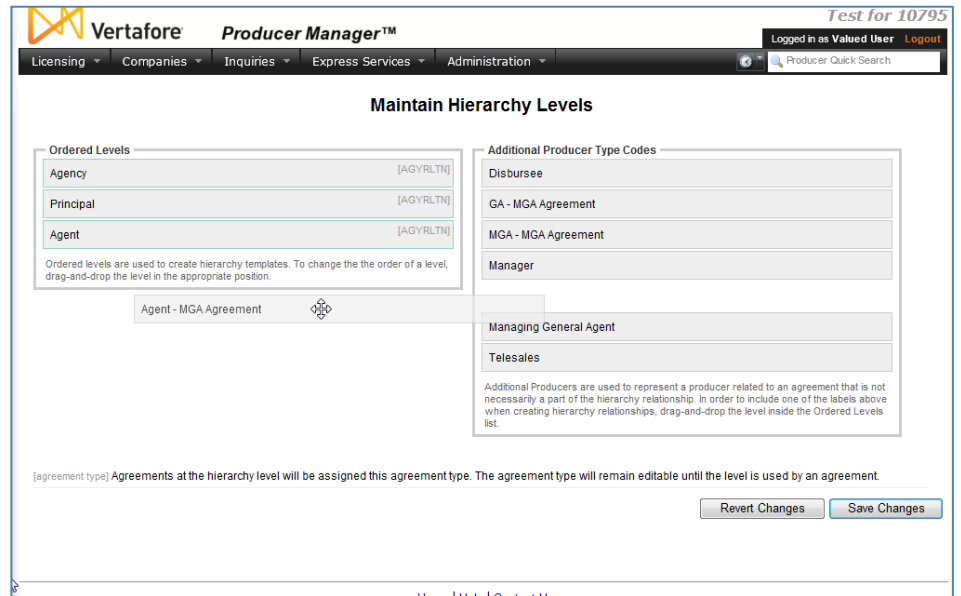 Test for 10795
Vertafore
Producer Manager™
Logged in as Valued User Logout
Licensing Companies Inquiries Express Services Administration
Producer Quick Search
Maintain Hierarchy Levels
Ordered Levels
Agency [AGYRLTN]
Principal [AGYRLTN]
Agent [AGYRLTN]
Ordered levels are used to create hierarchy templates. To change the the order of a level,
drag-and-drop the level in the appropriate position.
Agent - MGA Agreement
Additional Producer Type Codes
Disbursee
GA - MGA Agreement
MGA - MGA Agreement
Manager
Managing General Agent
Telesales
Additional Producers are used to represent a producer related to an agreement that is not
necessarily a part of the hierarchy relationship. In order to include one of the labels above
when creating hierarchy relationships, drag-and-drop the level inside the Ordered Levels
list.
[agreement type] Agreements at the hierarchy level will be assigned this agreement type. The agreement type will remain editable until the level is used by an agreement.
Revert Changes Save Changes